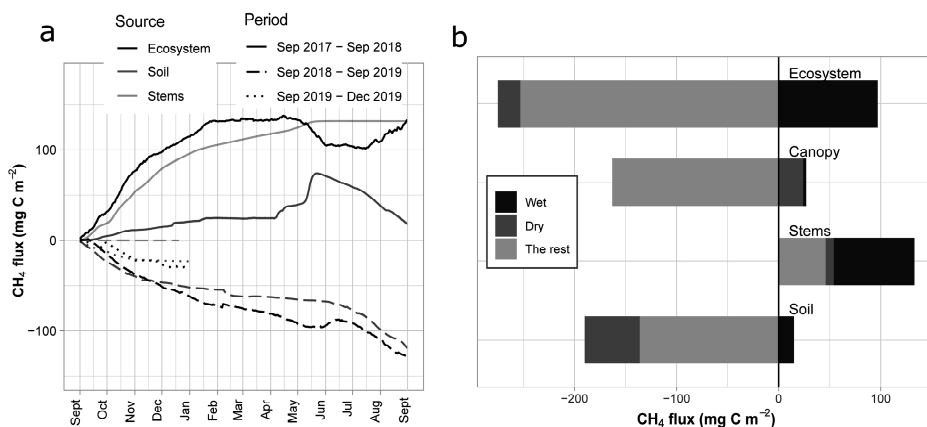 a
Source
Ecosystem
Soil
Stems
Period
Sep 2017 − Sep 2018
Sep 2018 − Sep 2019
Sep 2019 − Dec 2019
CH4 flux (mg C m−2)
100
0
−100
Sept
Oct
Nov
Dec
Jan
Feb
Mar
Apr
May
Jun
Jul
Aug
Sept
b
Ecosystem
Canopy
Stems
Soil
Wet
Dry
The rest
−200
−100
0
100
CH4 flux (mg C m−2)